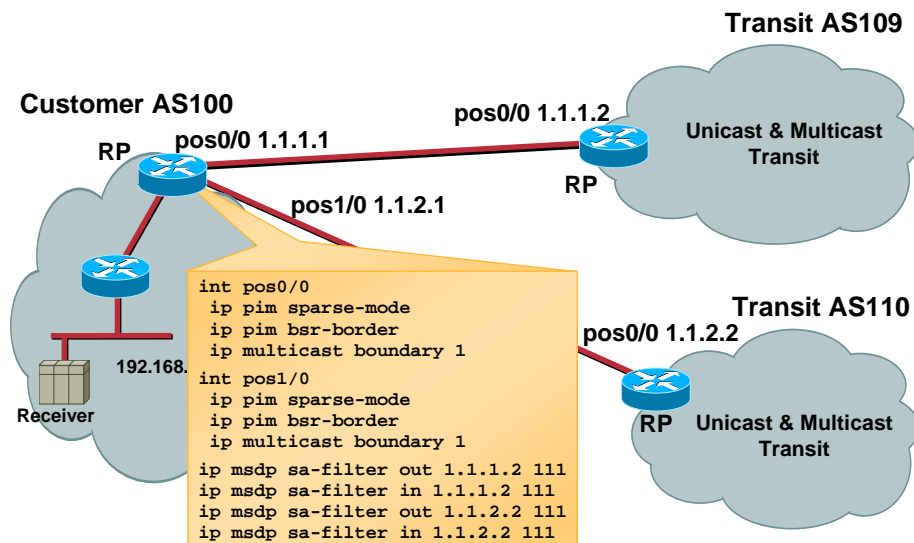 Transit AS109
Customer AS100
pos0/0 1.1.1.2
pos0/0 1.1.1.1
RP
Unicast & Multicast
Transit
RP
pos1/0 1.1.2.1
int pos0/0
ip pim sparse-mode
ip pim bsr-border
ip multicast boundary 1
int pos1/0
ip pim sparse-mode
ip pim bsr-border
ip multicast boundary 1
ip msdp sa-filter out 1.1.1.2 111
ip msdp sa-filter in 1.1.1.2 111
ip msdp sa-filter out 1.1.2.2 111
ip msdp sa-filter in 1.1.2.2 111
192.168.
Receiver
Transit AS110
pos0/0 1.1.2.2
RP
Unicast & Multicast
Transit